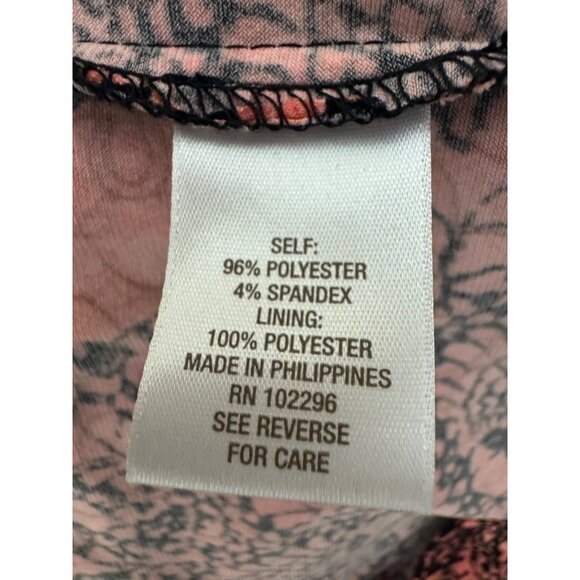 SELF:
96% POLYESTER
4% SPANDEX
LINING:
100% POLYESTER
MADE IN PHILIPPINES
RN 102296
SEE REVERSE
FOR CARE